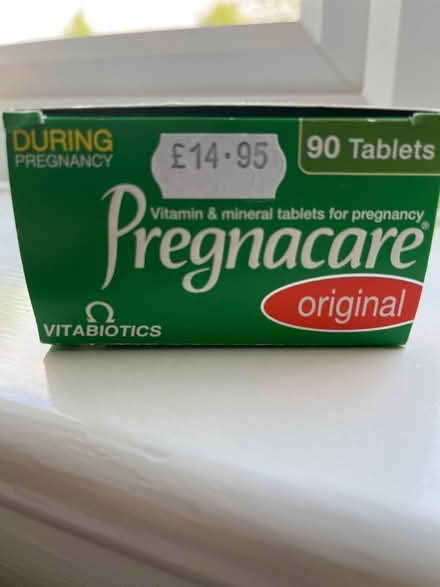 DURING
PREGNANCY
£14.95
90 Tablets
Vitamin & mineral tablets for pregnancy
Pregnacare®
original
VITABIOTICS